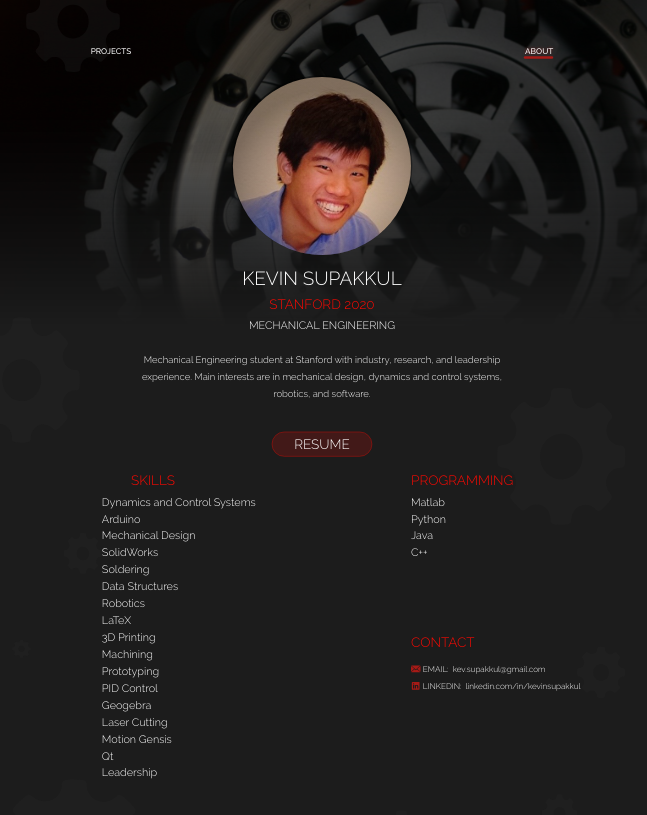 PROJECTS
ABOUT
KEVIN SUPAKKUL
STANFORD 2020
MECHANICAL ENGINEERING
Mechanical Engineering student at Stanford with industry, research, and leadership
experience. Main interests are in mechanical design, dynamics and control systems,
robotics, and software.
RESUME
SKILLS
Dynamics and Control Systems
Arduino
Mechanical Design
SolidWorks
Soldering
Data Structures
Robotics
LaTeX
3D Printing
Machining
Prototyping
PID Control
Geogebra
Laser Cutting
Motion Gensis
Qt
Leadership
PROGRAMMING
Matlab
Python
Java
C++
CONTACT
EMAIL: kev.supakkul@gmail.com
LINKEDIN: linkedin.com/in/kevinsupakkul